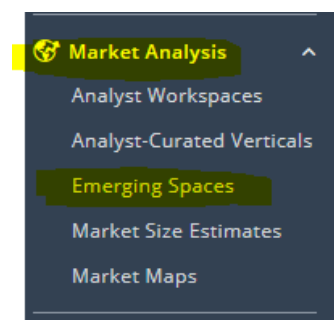 Market Analysis
Analyst Workspaces
Analyst-Curated Verticals
Emerging Spaces
Market Size Estimates
Market Maps